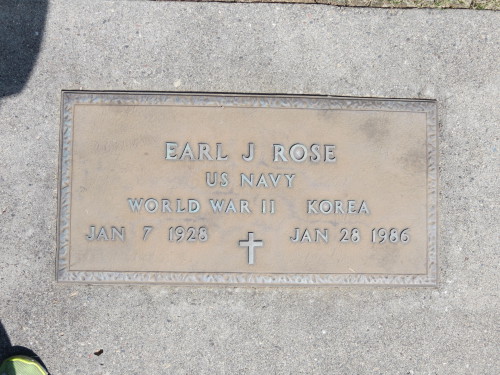 EARL J ROSE
US NAVY
WORLD WAR II KOREA
JAN 7 1928 JAN 28 1986